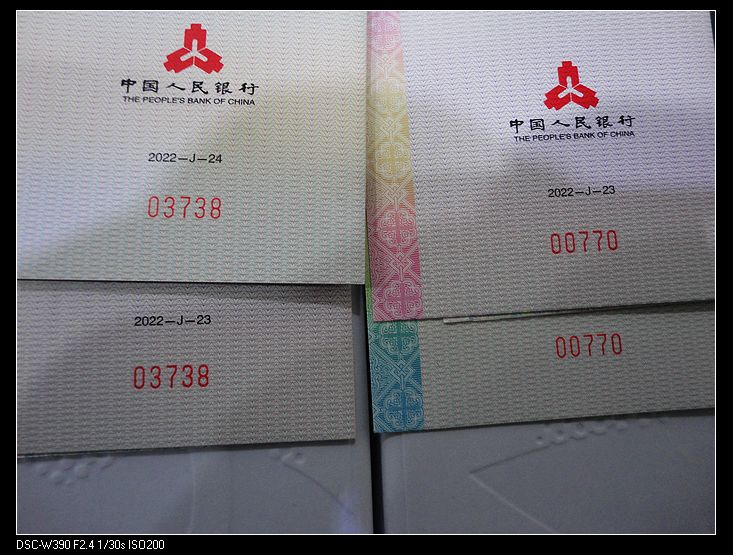 中国人民银行
THE PEOPLE'S BANK OF CHINA
2022-J-24
03738
中国人民银行
THE PEOPLE'S BANK OF CHINA
2022-J-23
00770
2022-J-23
03738
00770
DSC-W390 F2.4 1/30s ISO200